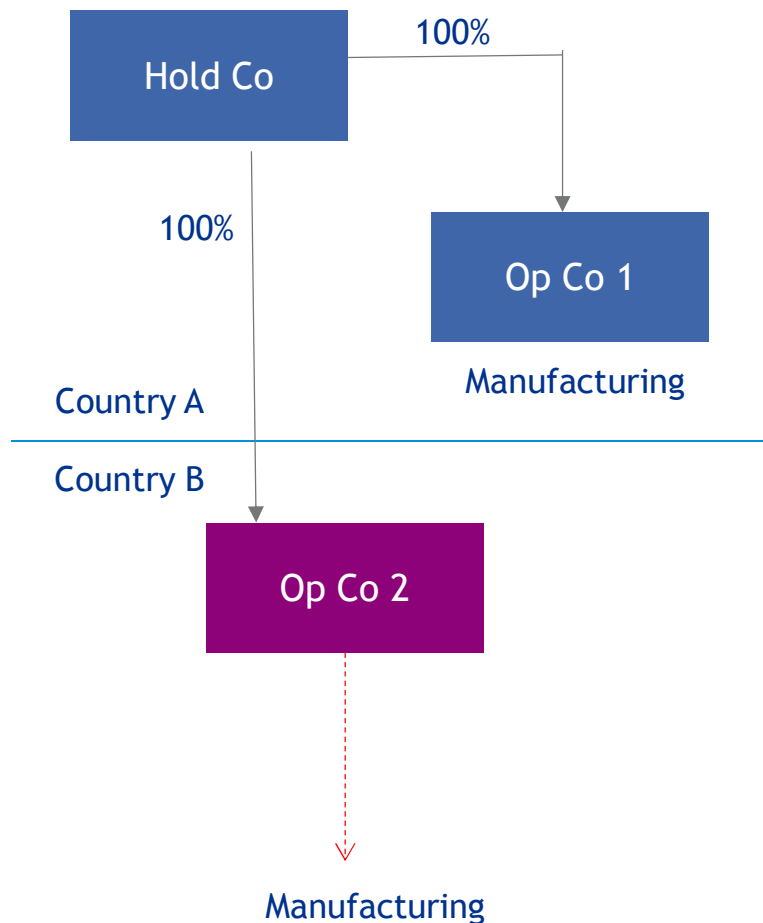 100%
Hold Co
100%
Op Co 1
Manufacturing
Country A
Country B
Op Co 2
Manufacturing